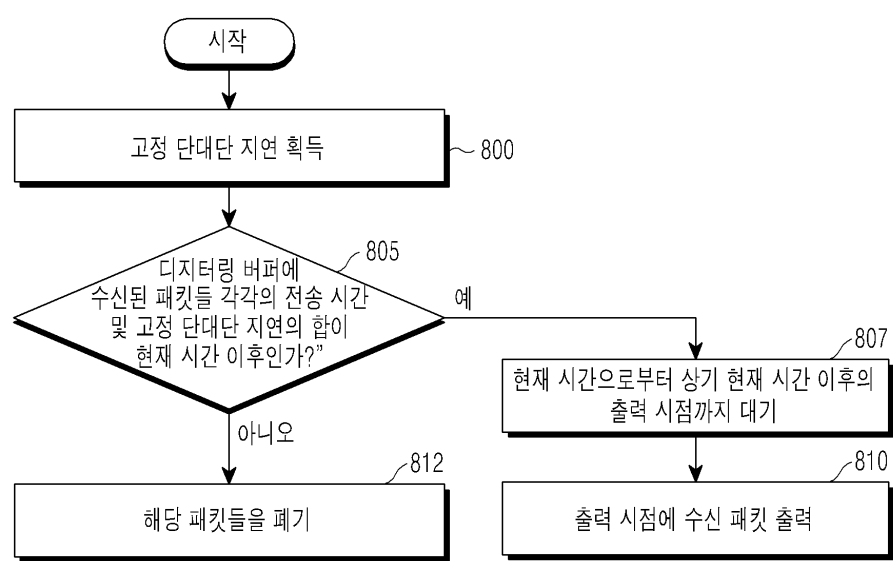 시작
고정 단대단 지연 획득
800
805
디지터링 버퍼에
수신된 패킷들 각각의 전송 시간
및 고정 단대단 지연의 합이
현재 시간 이후인가?”
예
807
현재 시간으로부터 상기 현재 시간 이후의
출력 시점까지 대기
아니오
812
해당 패킷들을 폐기
810
출력 시점에 수신 패킷 출력